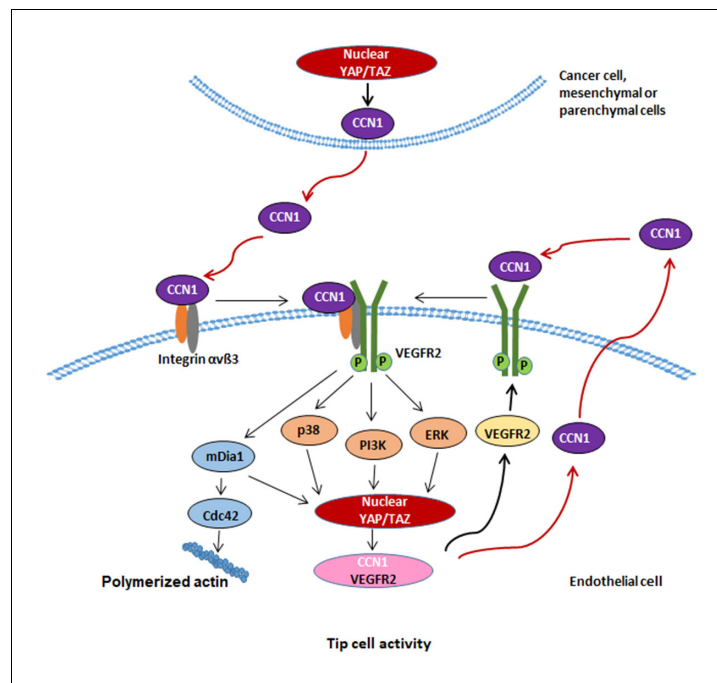 Nuclear
YAP/TAZ
Cancer cell,
mesenchymal or
parenchymal cells
CCN1
CCN1
CCN1
CCN1
CCN1
CCN1
Integrin αvß3
VEGFR2
P
P
P
P
p38
PI3K
ERK
VEGFR2
CCN1
mDia1
Cdc42
Nuclear
YAP/TAZ
CCN1
VEGFR2
Polymerized actin
Endothelial cell
Tip cell activity